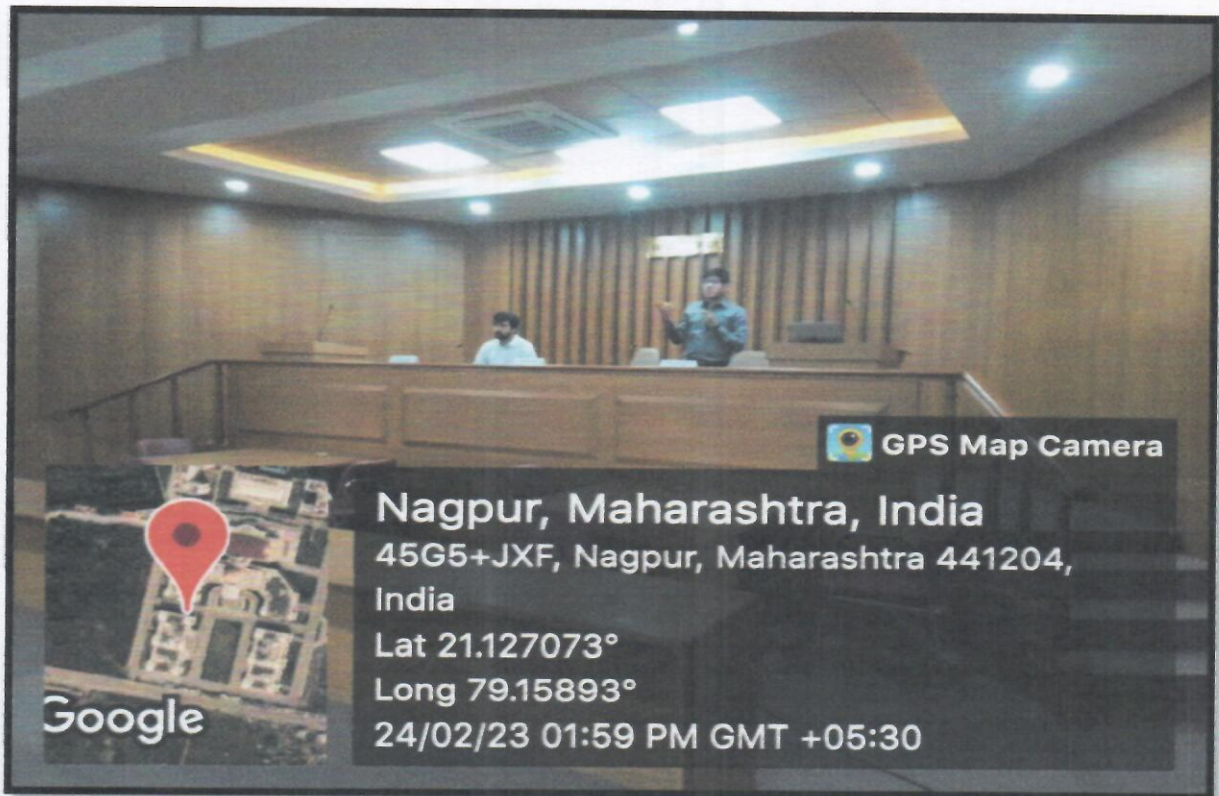 GPS Map Camera
Nagpur, Maharashtra, India
45G5+JXF, Nagpur, Maharashtra 441204,
India
Lat 21.127073°
Long 79.15893°
24/02/23 01:59 PM GMT +05:30
Google